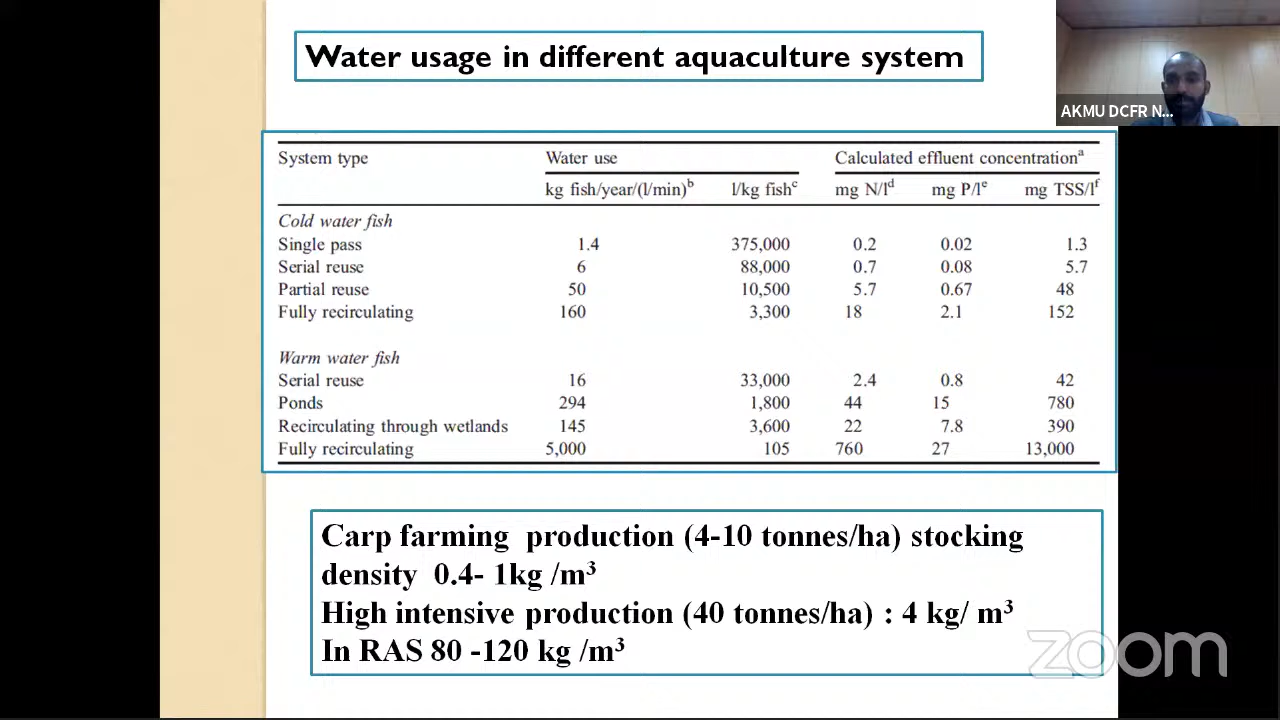 Water usage in different aquaculture system
AKMU DCFR N...
System type Water use Calculated effluent concentrationᵃ
kg fish/year/(l/min)ᵇ l/kg fishᶜ mg N/lᵈ mg P/lᵉ mg TSS/lᶠ
Cold water fish
Single pass 1.4 375,000 0.2 0.02 1.3
Serial reuse 6 88,000 0.7 0.08 5.7
Partial reuse 50 10,500 5.7 0.67 48
Fully recirculating 160 3,300 18 2.1 152
Warm water fish
Serial reuse 16 33,000 2.4 0.8 42
Ponds 294 1,800 44 15 780
Recirculating through wetlands 145 3,600 22 7.8 390
Fully recirculating 5,000 105 760 27 13,000
Carp farming production (4-10 tonnes/ha) stocking
density 0.4- 1kg /m³
High intensive production (40 tonnes/ha) : 4 kg/ m³
In RAS 80 -120 kg /m³
zoom